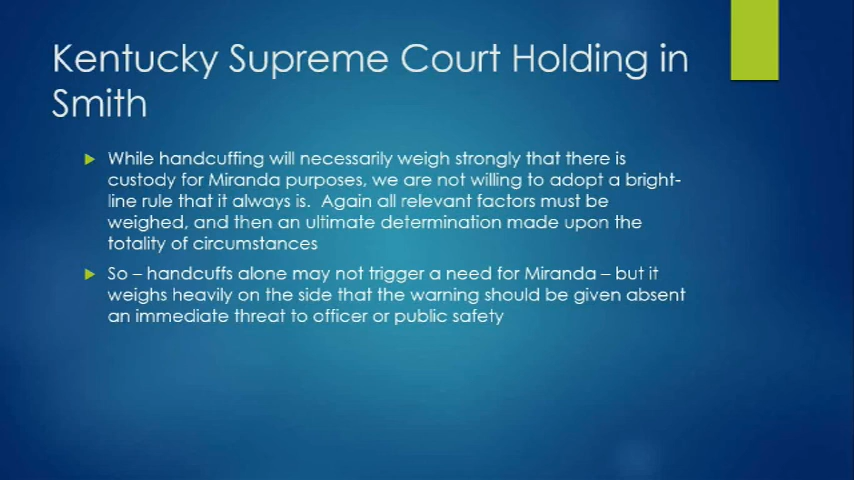 Kentucky Supreme Court Holding in
Smith
While handcuffing will necessarily weigh strongly that there is
custody for Miranda purposes, we are not willing to adopt a bright-
line rule that it always is.  Again all relevant factors must be
weighed, and then an ultimate determination made upon the
totality of circumstances
So – handcuffs alone may not trigger a need for Miranda – but it
weighs heavily on the side that the warning should be given absent
an immediate threat to officer or public safety